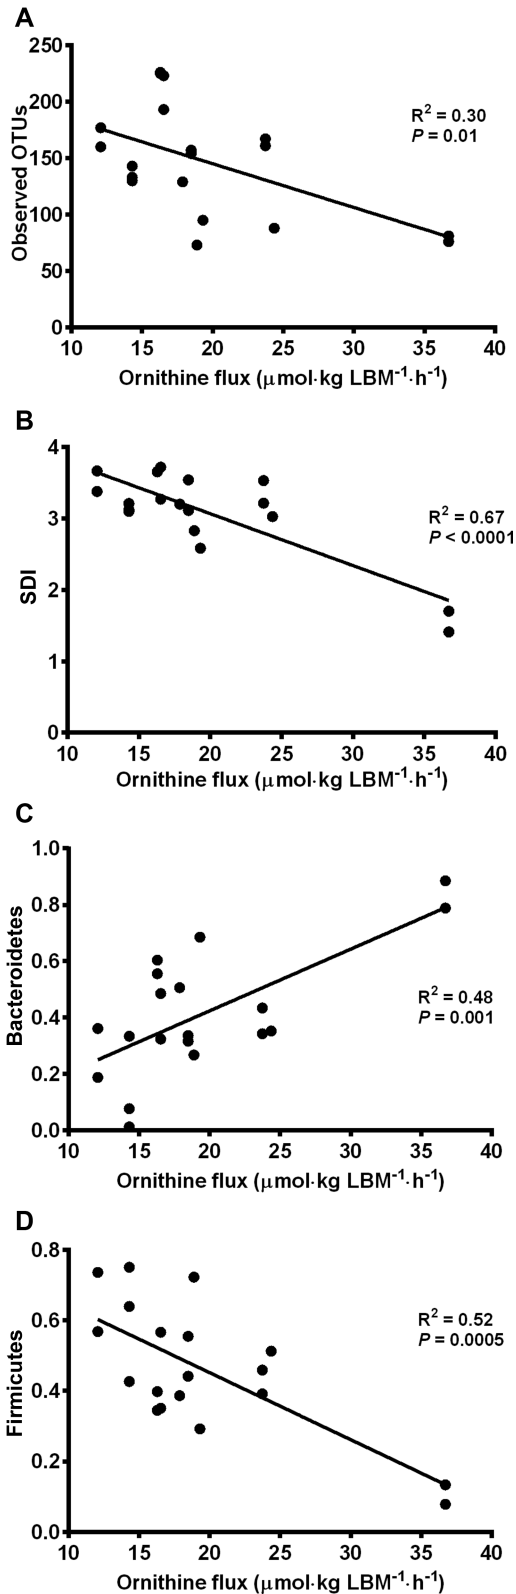 A
250
200
150
100
50
0
Observed OTUs
R² = 0.30
P = 0.01
10 15 20 25 30 35 40
Ornithine flux (μmol·kg LBM⁻¹·h⁻¹)
B
4
3
2
1
0
SDI
R² = 0.67
P < 0.0001
10 15 20 25 30 35 40
Ornithine flux (μmol·kg LBM⁻¹·h⁻¹)
C
1.0
0.8
0.6
0.4
0.2
0.0
Bacteroidetes
R² = 0.48
P = 0.001
10 15 20 25 30 35 40
Ornithine flux (μmol·kg LBM⁻¹·h⁻¹)
D
0.8
0.6
0.4
0.2
0.0
Firmicutes
R² = 0.52
P = 0.0005
10 15 20 25 30 35 40
Ornithine flux (μmol·kg LBM⁻¹·h⁻¹)